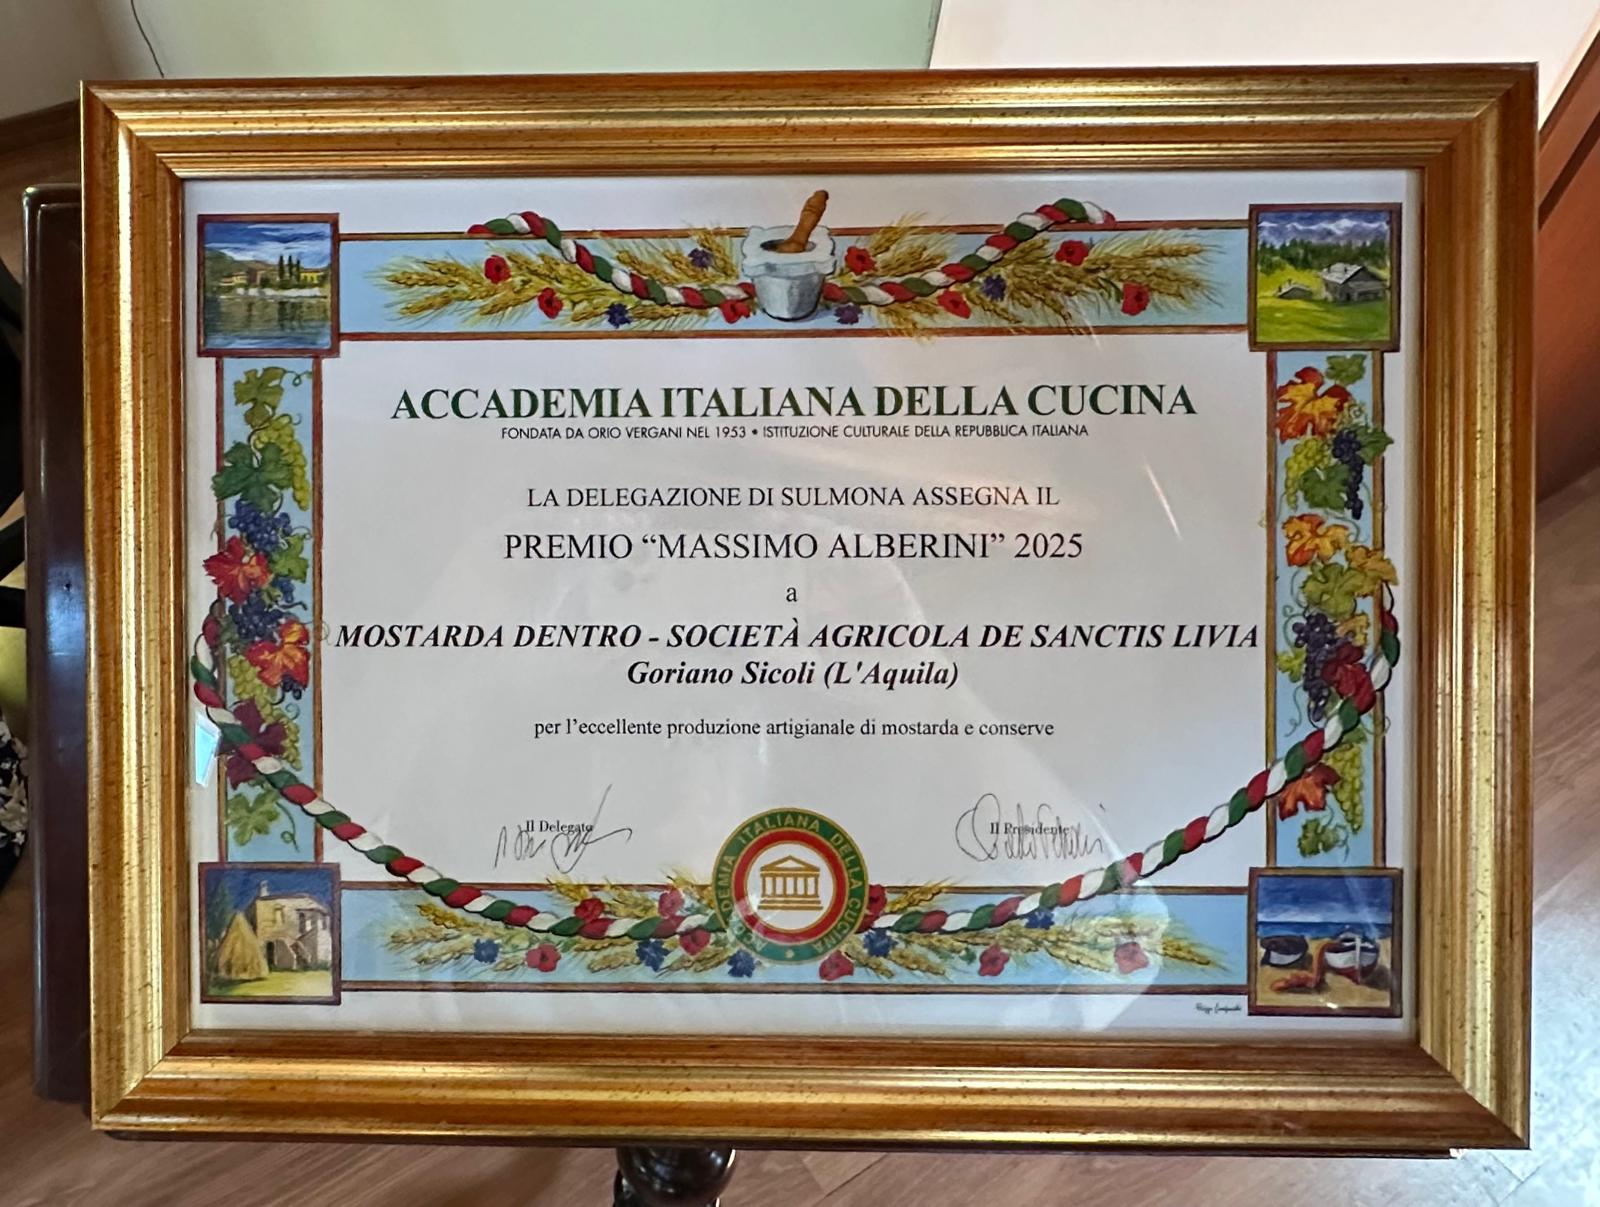 ACCADEMIA ITALIANA DELLA CUCINA
FONDATA DA ORIO VERGANI NEL 1953 • ISTITUZIONE CULTURALE DELLA REPUBBLICA ITALIANA
LA DELEGAZIONE DI SULMONA ASSEGNA IL
PREMIO “MASSIMO ALBERINI” 2025
a
MOSTARDA DENTRO - SOCIETÀ AGRICOLA DE SANCTIS LIVIA
Goriano Sicoli (L'Aquila)
per l’eccellente produzione artigianale di mostarda e conserve
Il Delegato
Il Presidente
ACCADEMIA ITALIANA DELLA CUCINA